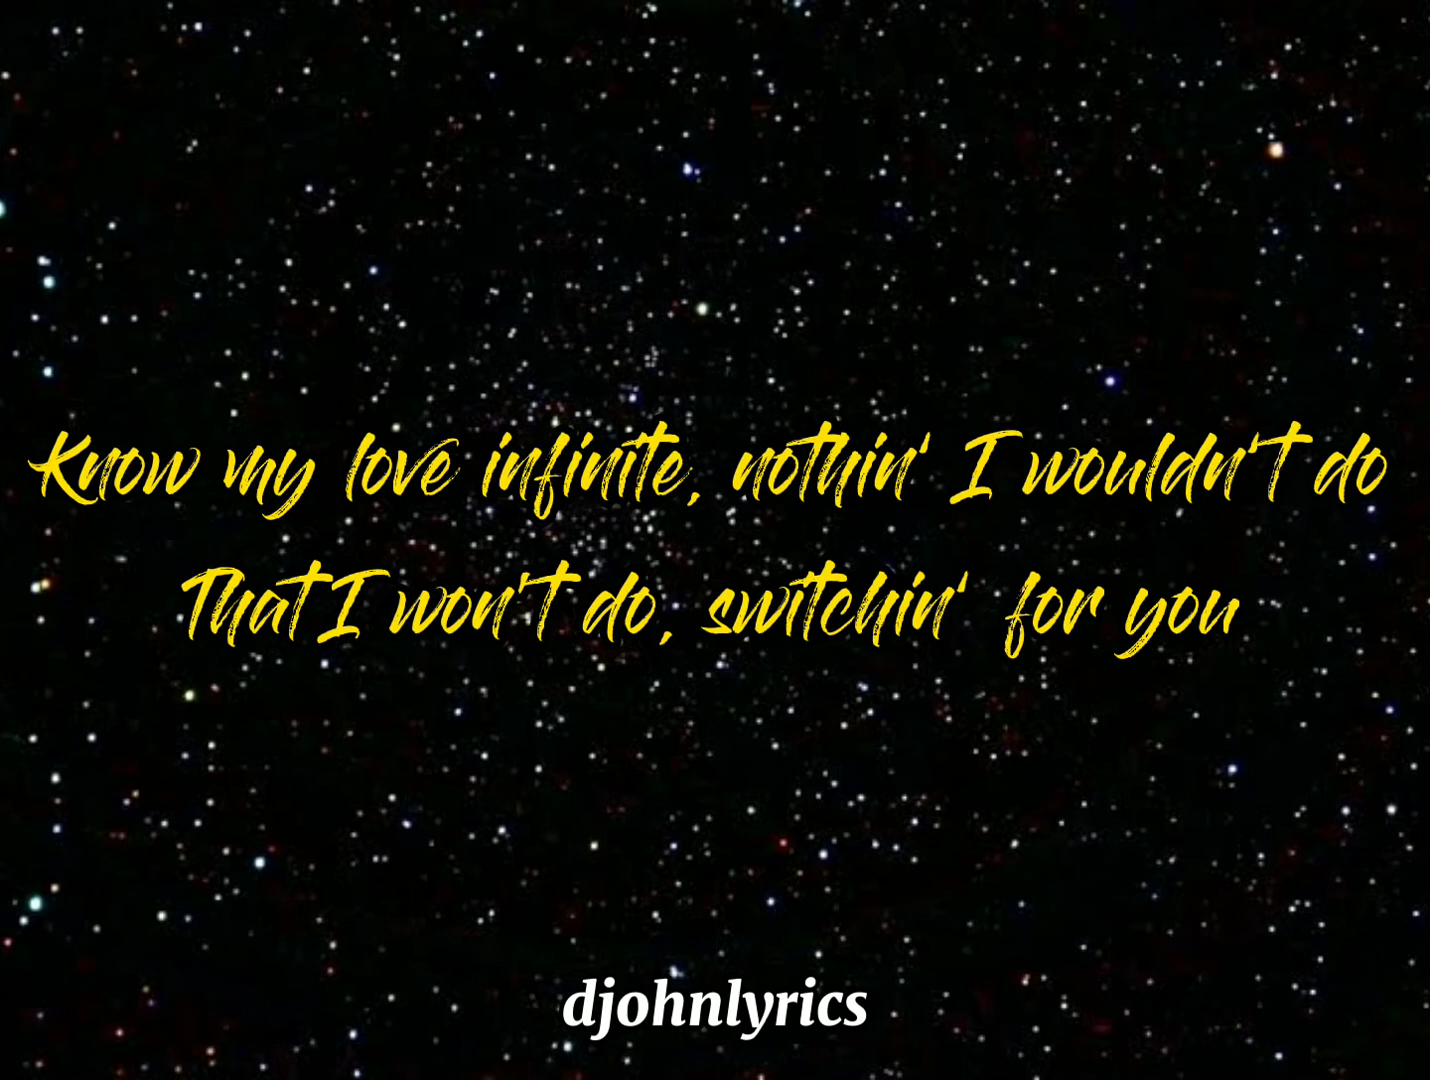 Know my love infinite, nothin' I wouldn't do
That I won't do, switchin' for you
djohnlyrics